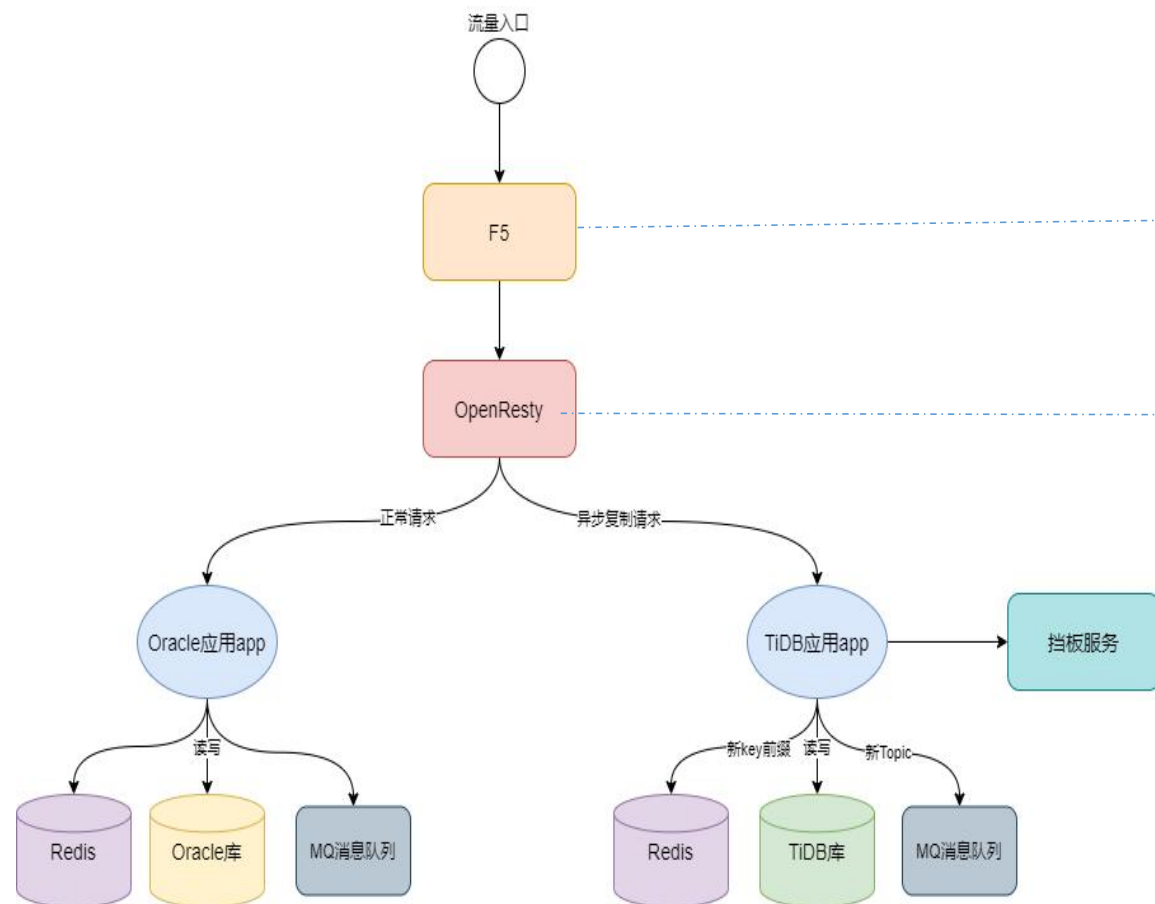 流量入口
F5
OpenResty
正常请求
异步复制请求
Oracle应用app
TiDB应用app
挡板服务
读写
新key前缀
读写
新Topic
Redis
Oracle库
MQ消息队列
Redis
TiDB库
MQ消息队列